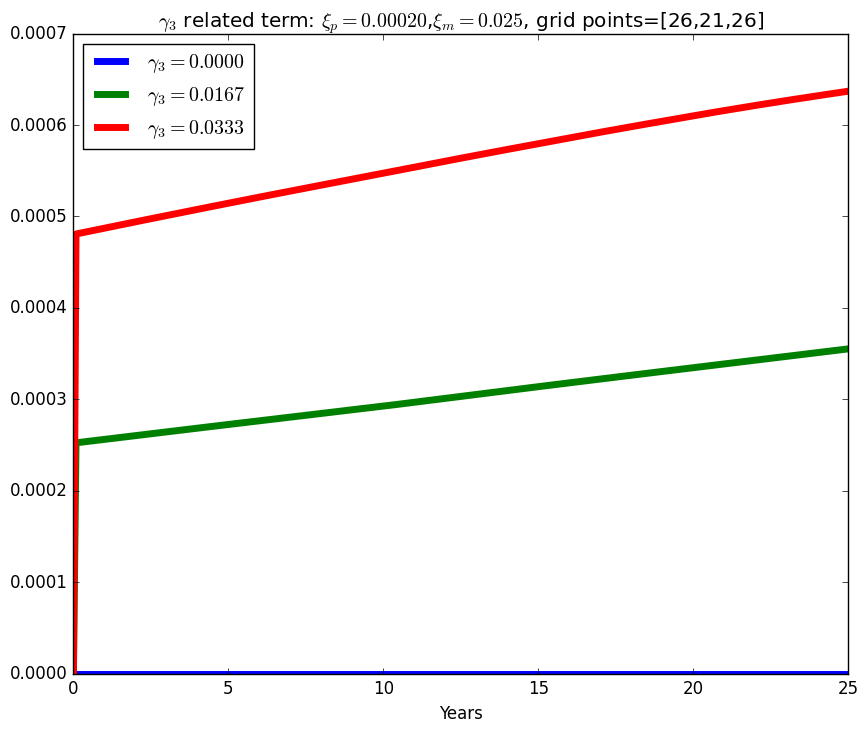 γ₃ related term: ξₚ = 0.00020,ξₘ = 0.025, grid points=[26,21,26]
0.0007
γ₃ = 0.0000
γ₃ = 0.0167
γ₃ = 0.0333
0.0006
0.0005
0.0004
0.0003
0.0002
0.0001
0.0000
0 5 10 15 20 25
Years